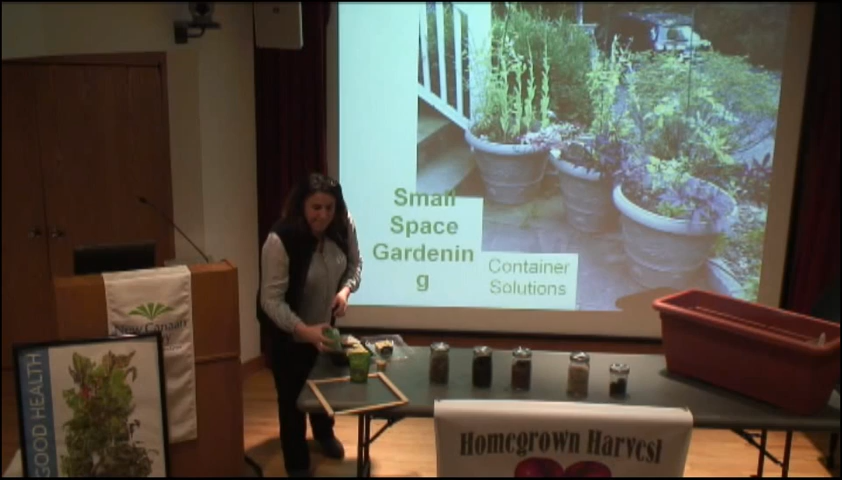 Small
Space
Gardenin
g
Container
Solutions
New Canaan
GOOD HEALTH
Homegrown Harvest